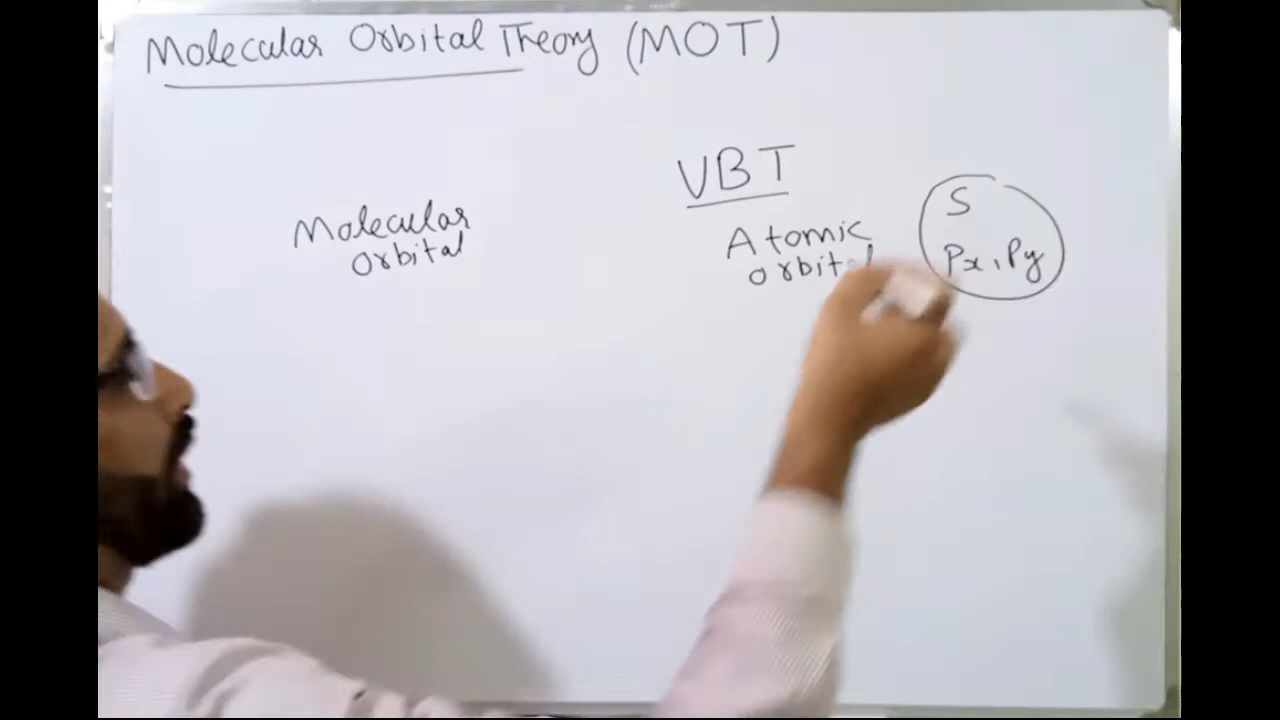 Molecular Orbital Theory (MOT)
VBT
Molecular
Orbital
Atomic
S
Px, Py